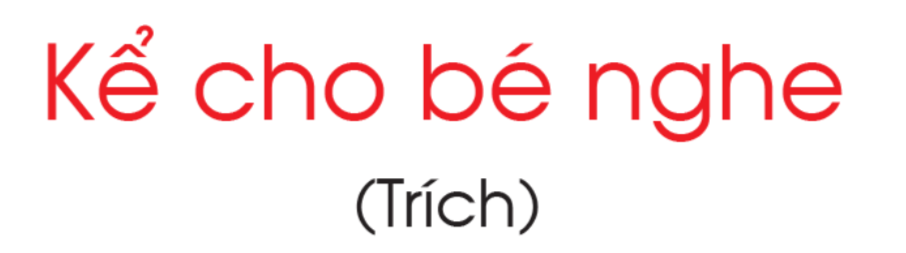 Kể cho bé nghe
(Trích)